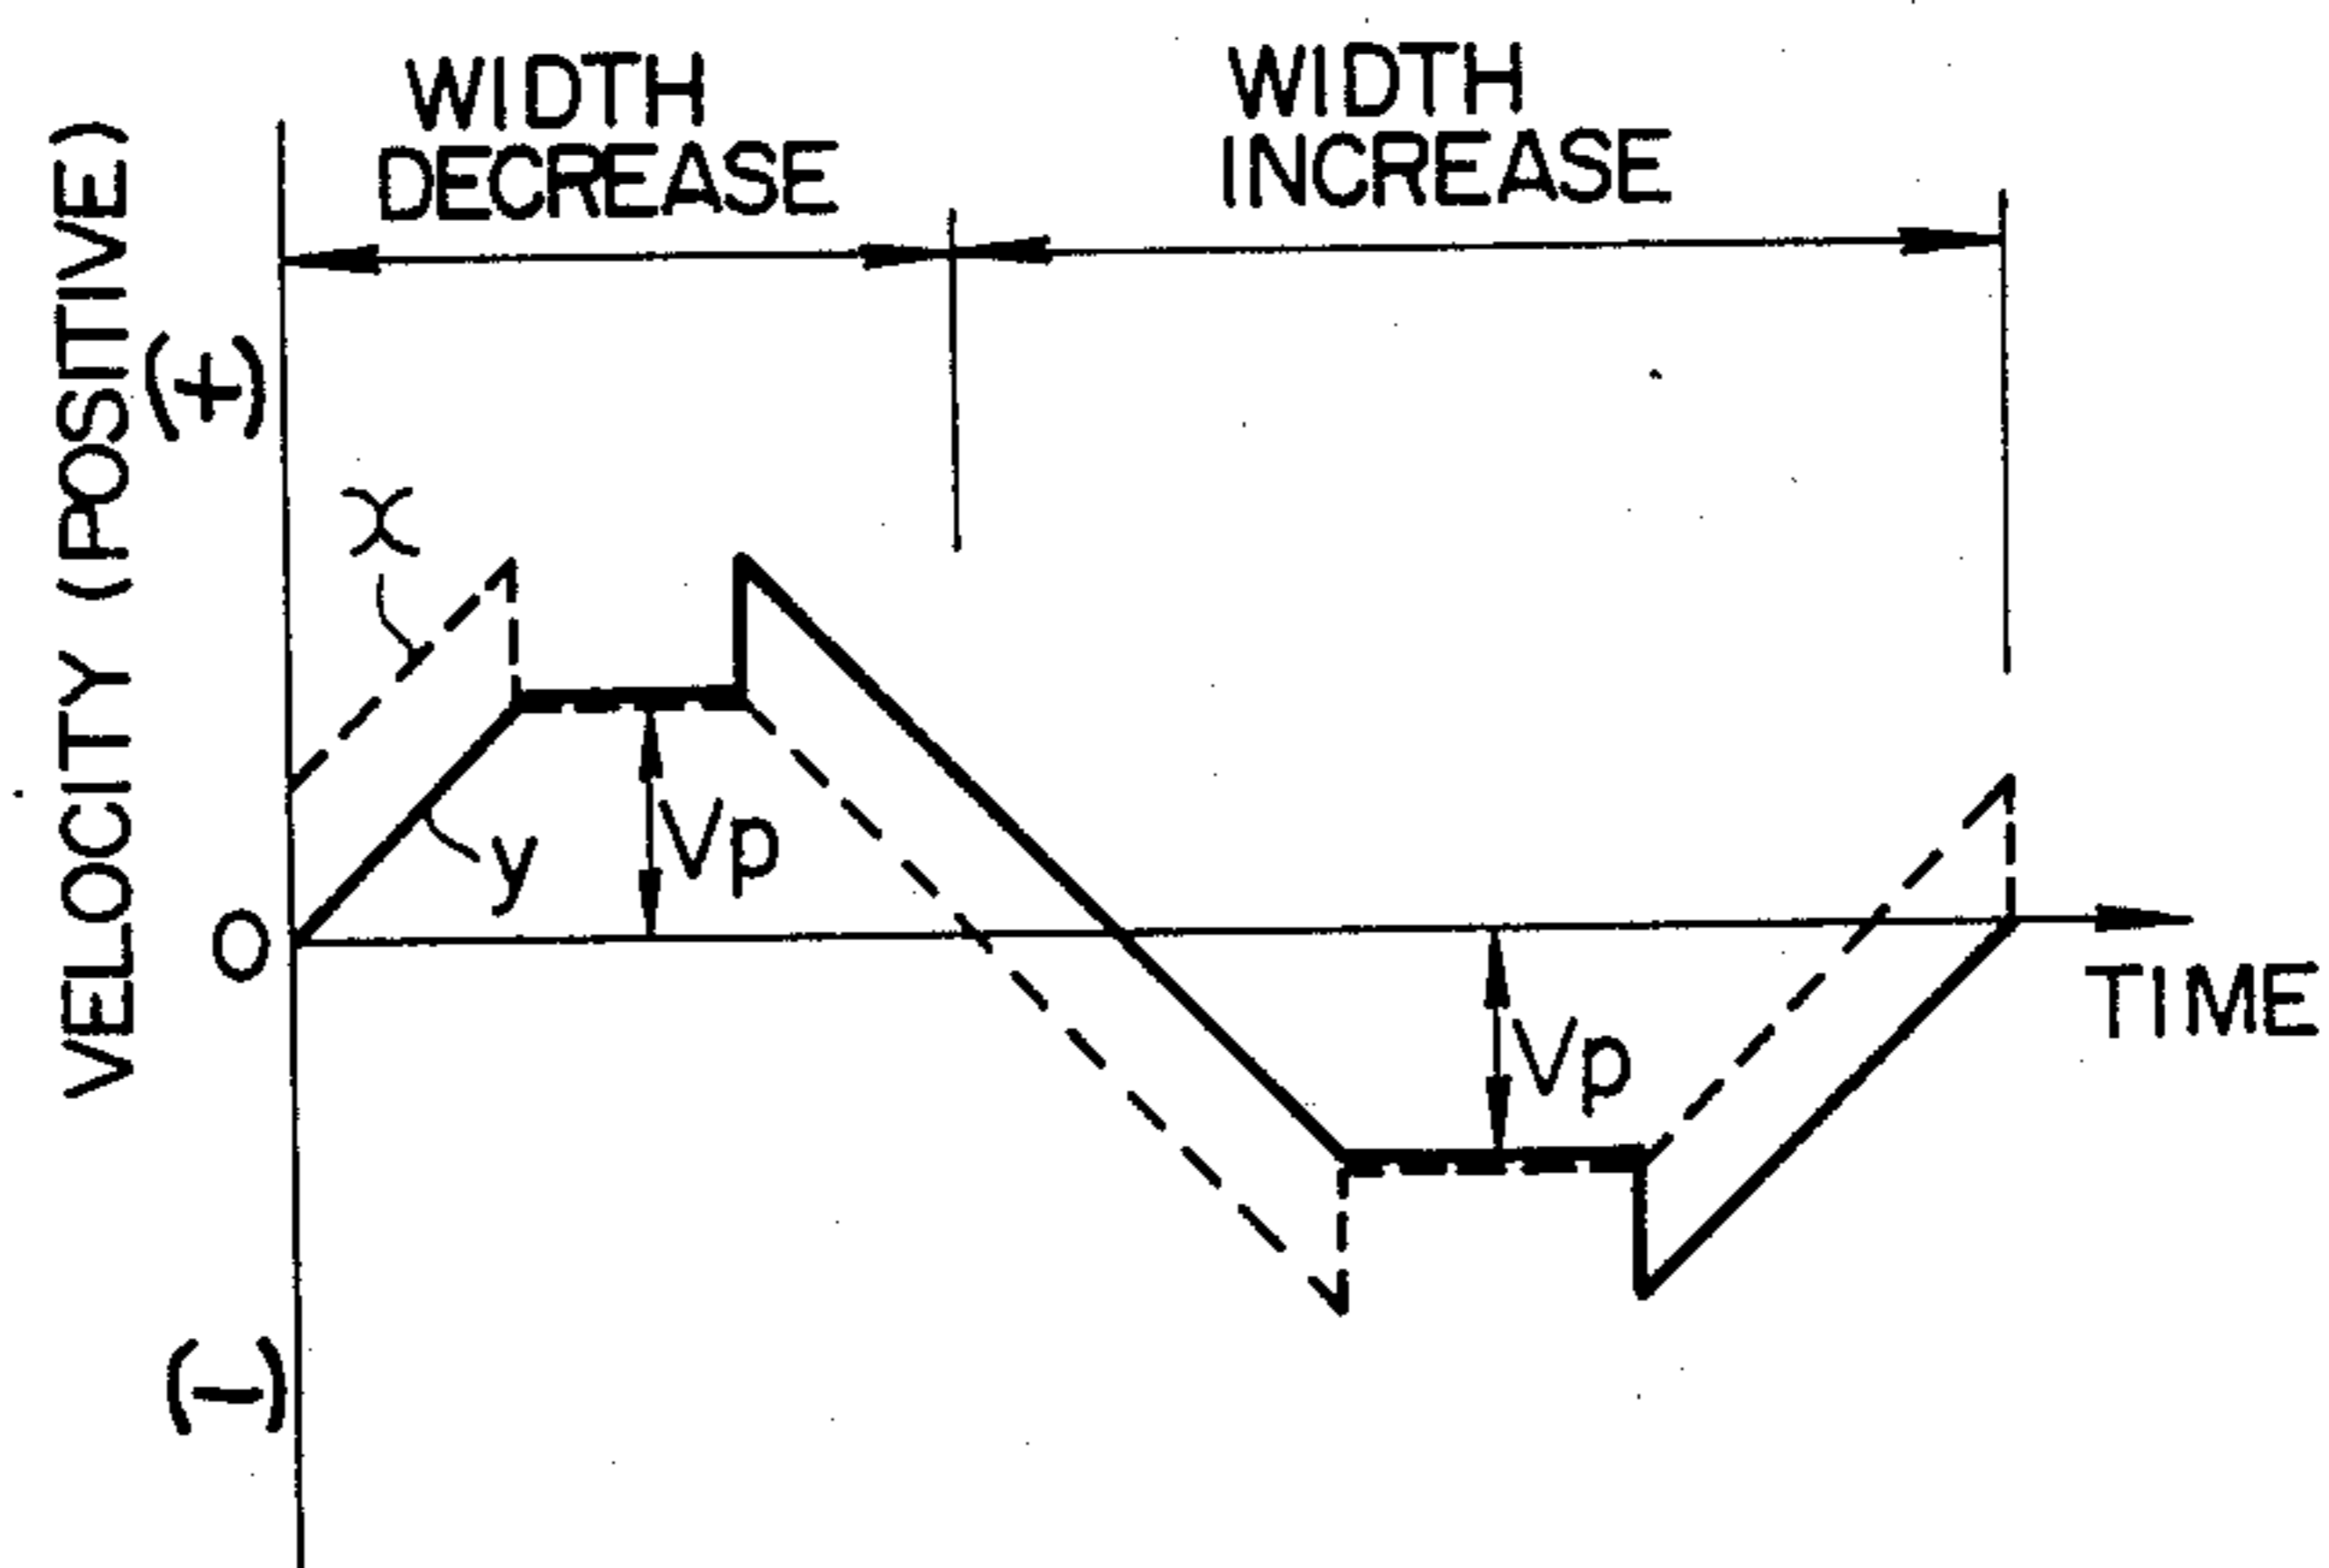 WIDTH
DECREASE
WIDTH
INCREASE
VELOCITY (POSITIVE)
(+)
x
y
Vp
O
Vp
TIME
(-)